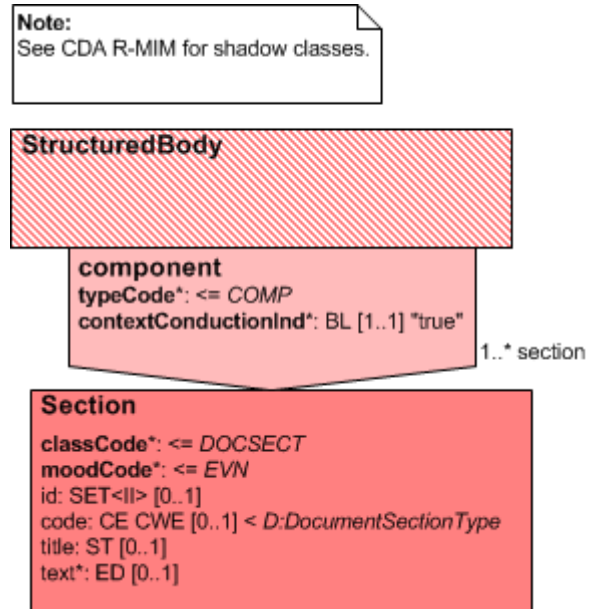 Note:
See CDA R-MIM for shadow classes.
StructuredBody
component
typeCode*: <= COMP
contextConductionInd*: BL [1..1] "true"
1..* section
Section
classCode*: <= DOCSECT
moodCode*: <= EVN
id: SET<II> [0..1]
code: CE CWE [0..1] < D:DocumentSectionType
title: ST [0..1]
text*: ED [0..1]